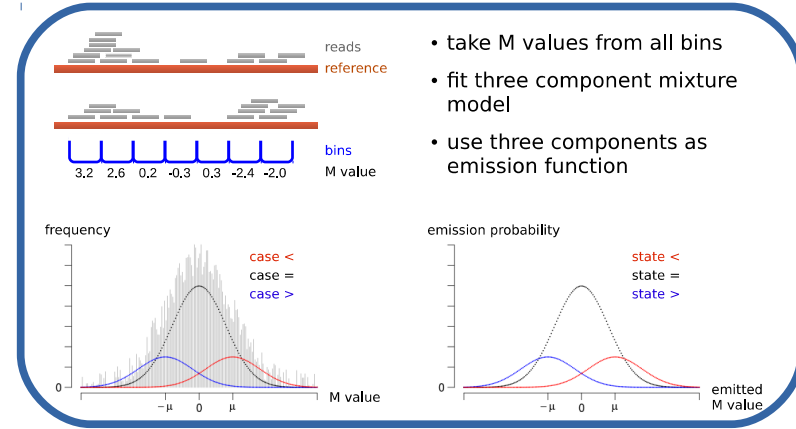 reads
reference
bins
3.2 2.6 0.2 -0.3 0.3 -2.4 -2.0 M value
• take M values from all bins
• fit three component mixture
model
• use three components as
emission function
frequency
case <
case =
case >
0
−μ 0 μ
M value
emission probability
state <
state =
state >
0
−μ 0 μ
emitted
M value